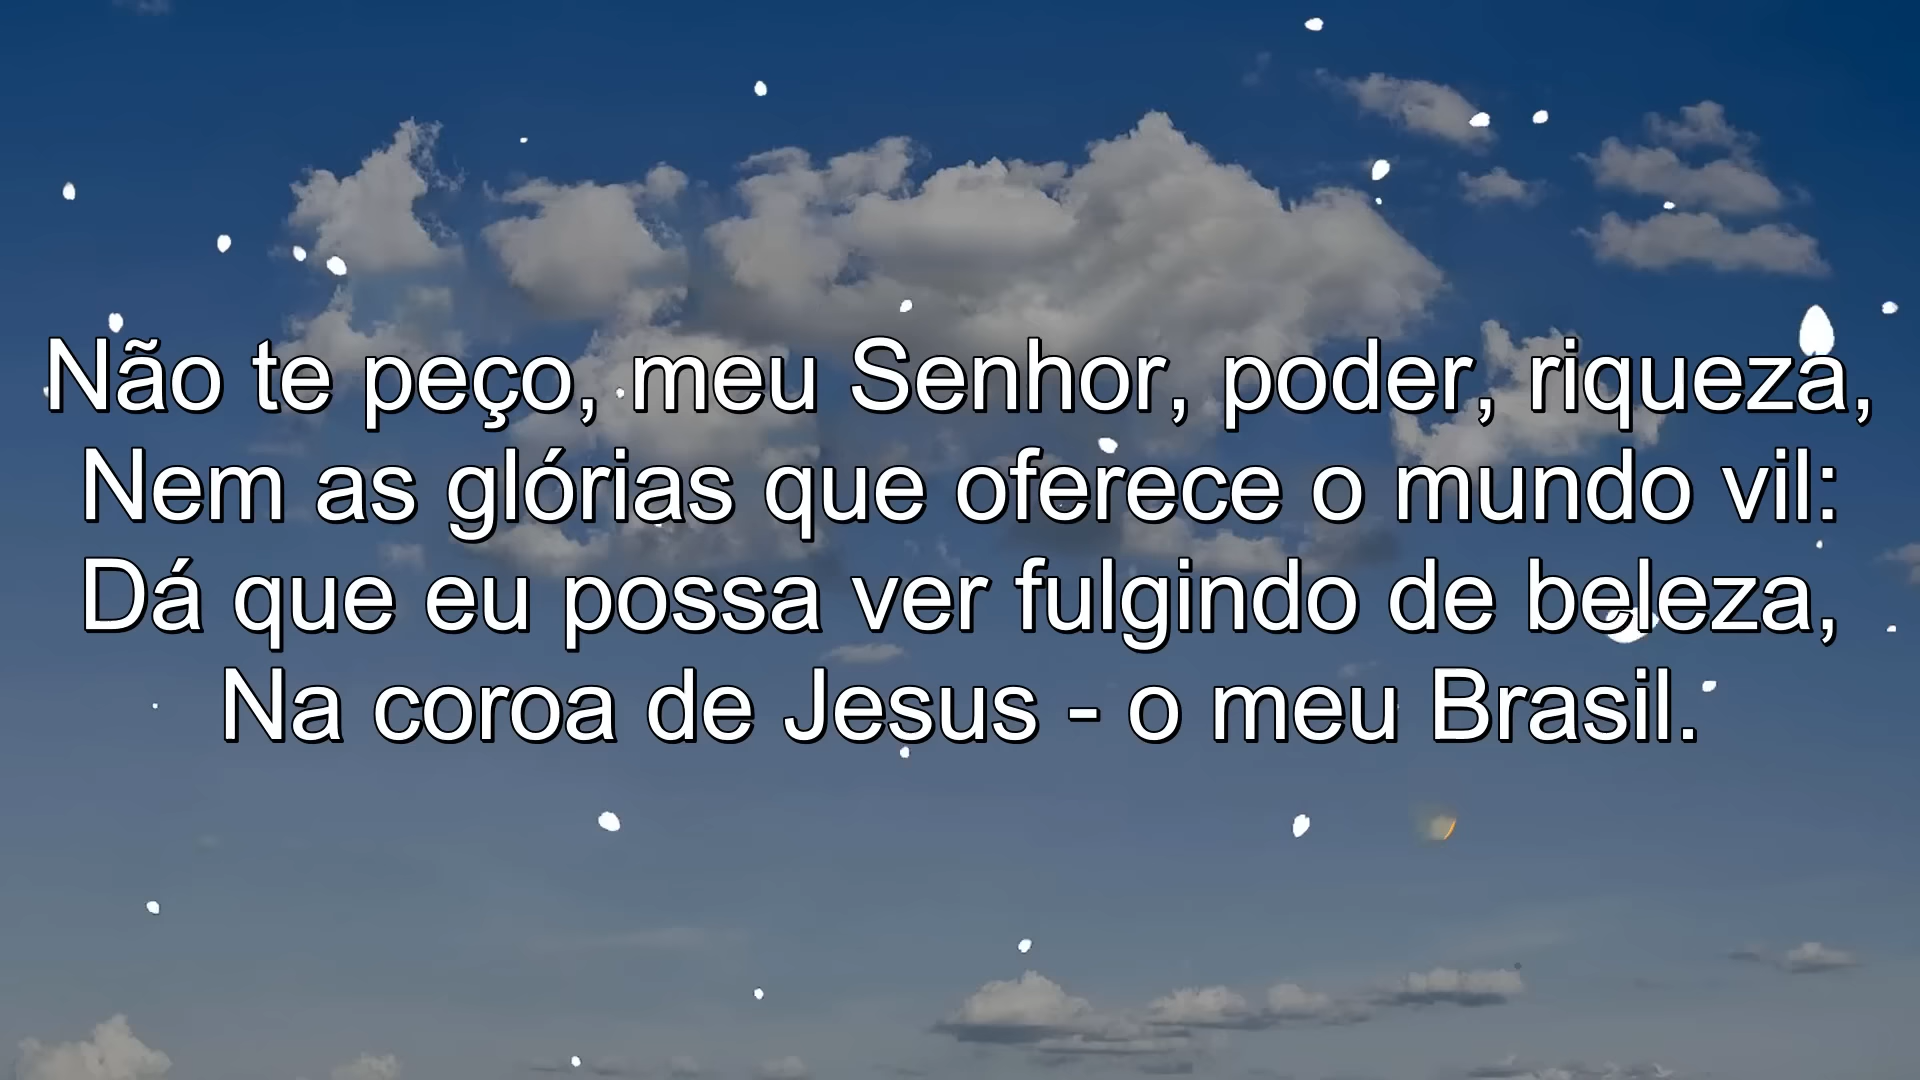 Não te peço, meu Senhor, poder, riqueza,
Nem as glórias que oferece o mundo vil:
Dá que eu possa ver fulgindo de beleza,
Na coroa de Jesus - o meu Brasil.